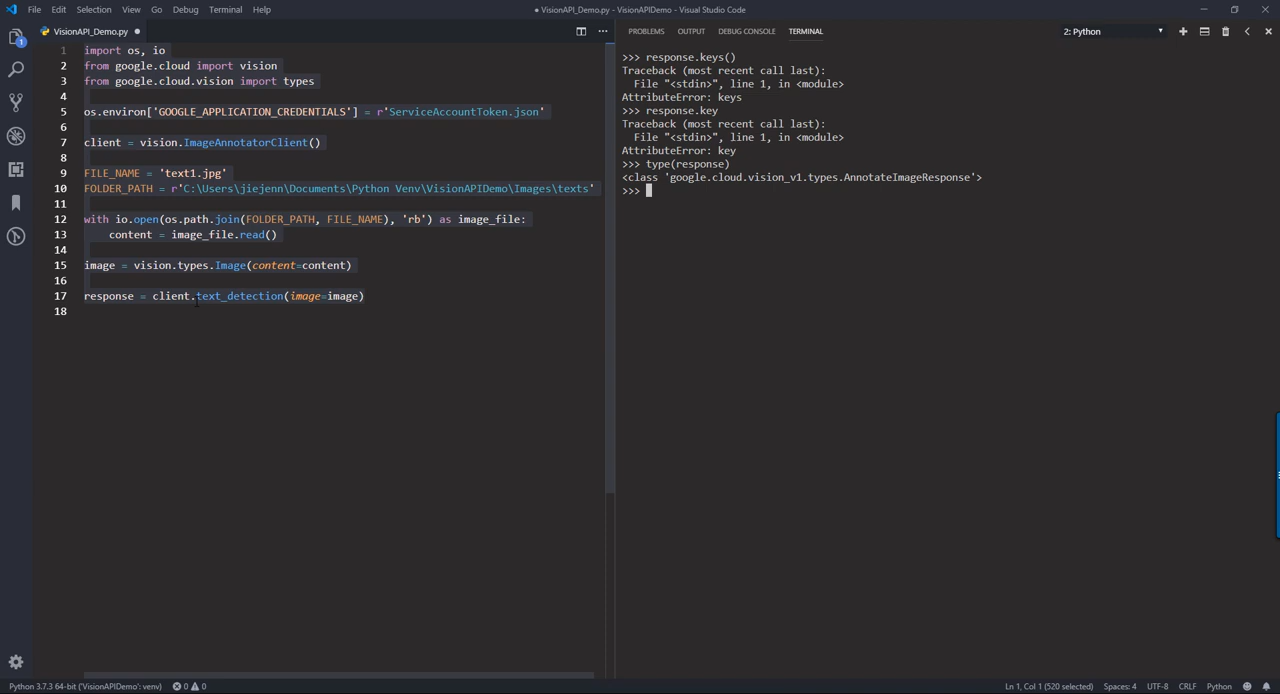 File Edit Selection View Go Debug Terminal Help
● VisionAPI_Demo.py - VisionAPIDemo - Visual Studio Code
VisionAPI_Demo.py ●
1 import os, io
2 from google.cloud import vision
3 from google.cloud.vision import types
4
5 os.environ['GOOGLE_APPLICATION_CREDENTIALS'] = r'ServiceAccountToken.json'
6
7 client = vision.ImageAnnotatorClient()
8
9 FILE_NAME = 'text1.jpg'
10 FOLDER_PATH = r'C:\Users\jiejenn\Documents\Python Venv\VisionAPIDemo\Images\texts'
11
12 with io.open(os.path.join(FOLDER_PATH, FILE_NAME), 'rb') as image_file:
13     content = image_file.read()
14
15 image = vision.types.Image(content=content)
16
17 response = client.text_detection(image=image)
18
PROBLEMS OUTPUT DEBUG CONSOLE TERMINAL
2: Python
>>> response.keys()
Traceback (most recent call last):
  File "<stdin>", line 1, in <module>
AttributeError: keys
>>> response.key
Traceback (most recent call last):
  File "<stdin>", line 1, in <module>
AttributeError: key
>>> type(response)
<class 'google.cloud.vision_v1.types.AnnotateImageResponse'>
>>>
1
Python 3.7.3 64-bit ('VisionAPIDemo': venv) 0 0
Ln 1, Col 1 (520 selected) Spaces: 4 UTF-8 CRLF Python